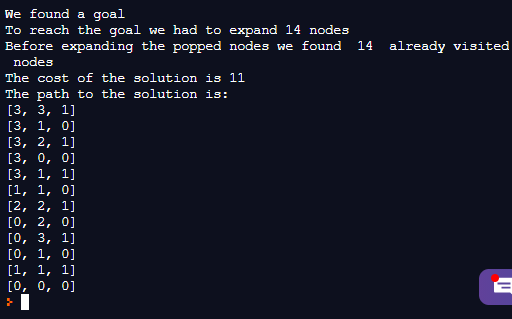 We found a goal
To reach the goal we had to expand 14 nodes
Before expanding the popped nodes we found  14  already visited
 nodes
The cost of the solution is 11
The path to the solution is:
[3, 3, 1]
[3, 1, 0]
[3, 2, 1]
[3, 0, 0]
[3, 1, 1]
[1, 1, 0]
[2, 2, 1]
[0, 2, 0]
[0, 3, 1]
[0, 1, 0]
[1, 1, 1]
[0, 0, 0]